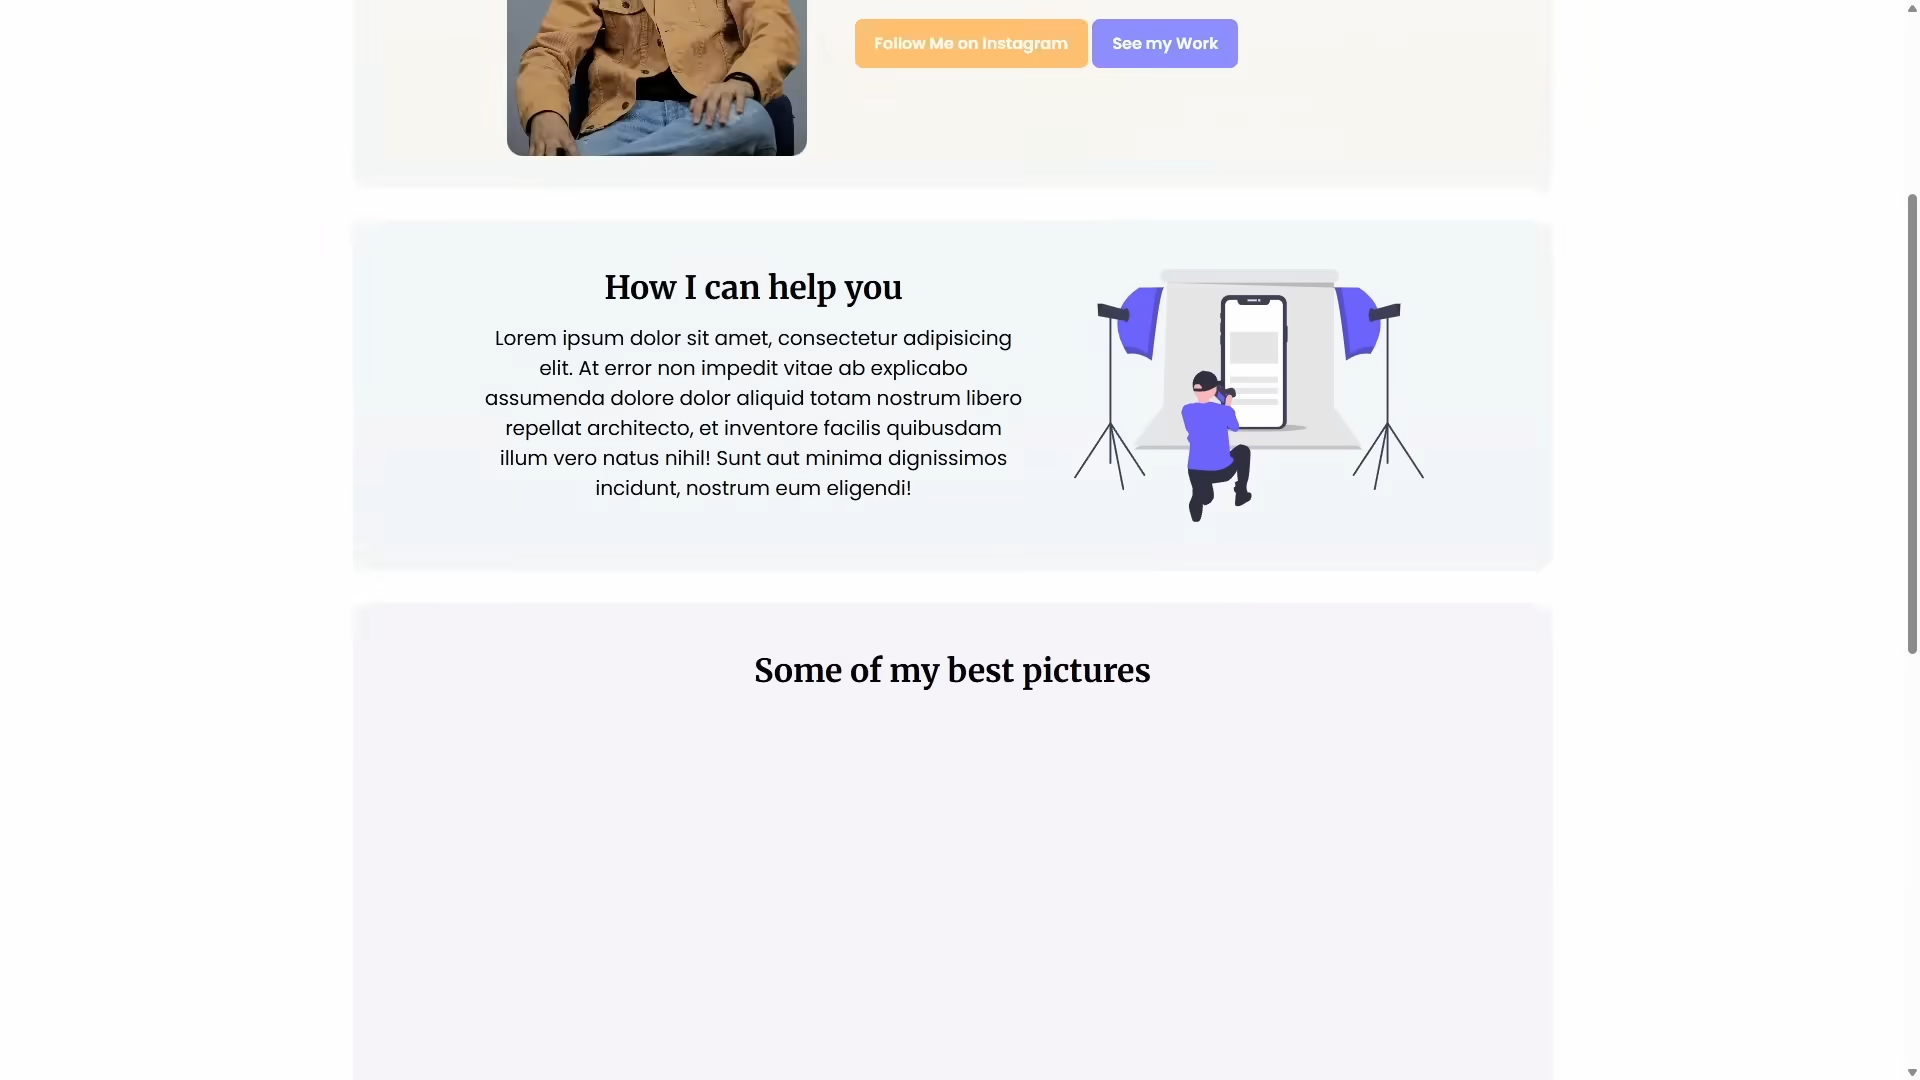 Follow Me on Instagram
See my Work
How I can help you
Lorem ipsum dolor sit amet, consectetur adipisicing
elit. At error non impedit vitae ab explicabo
assumenda dolore dolor aliquid totam nostrum libero
repellat architecto, et inventore facilis quibusdam
illum vero natus nihil! Sunt aut minima dignissimos
incidunt, nostrum eum eligendi!
Some of my best pictures